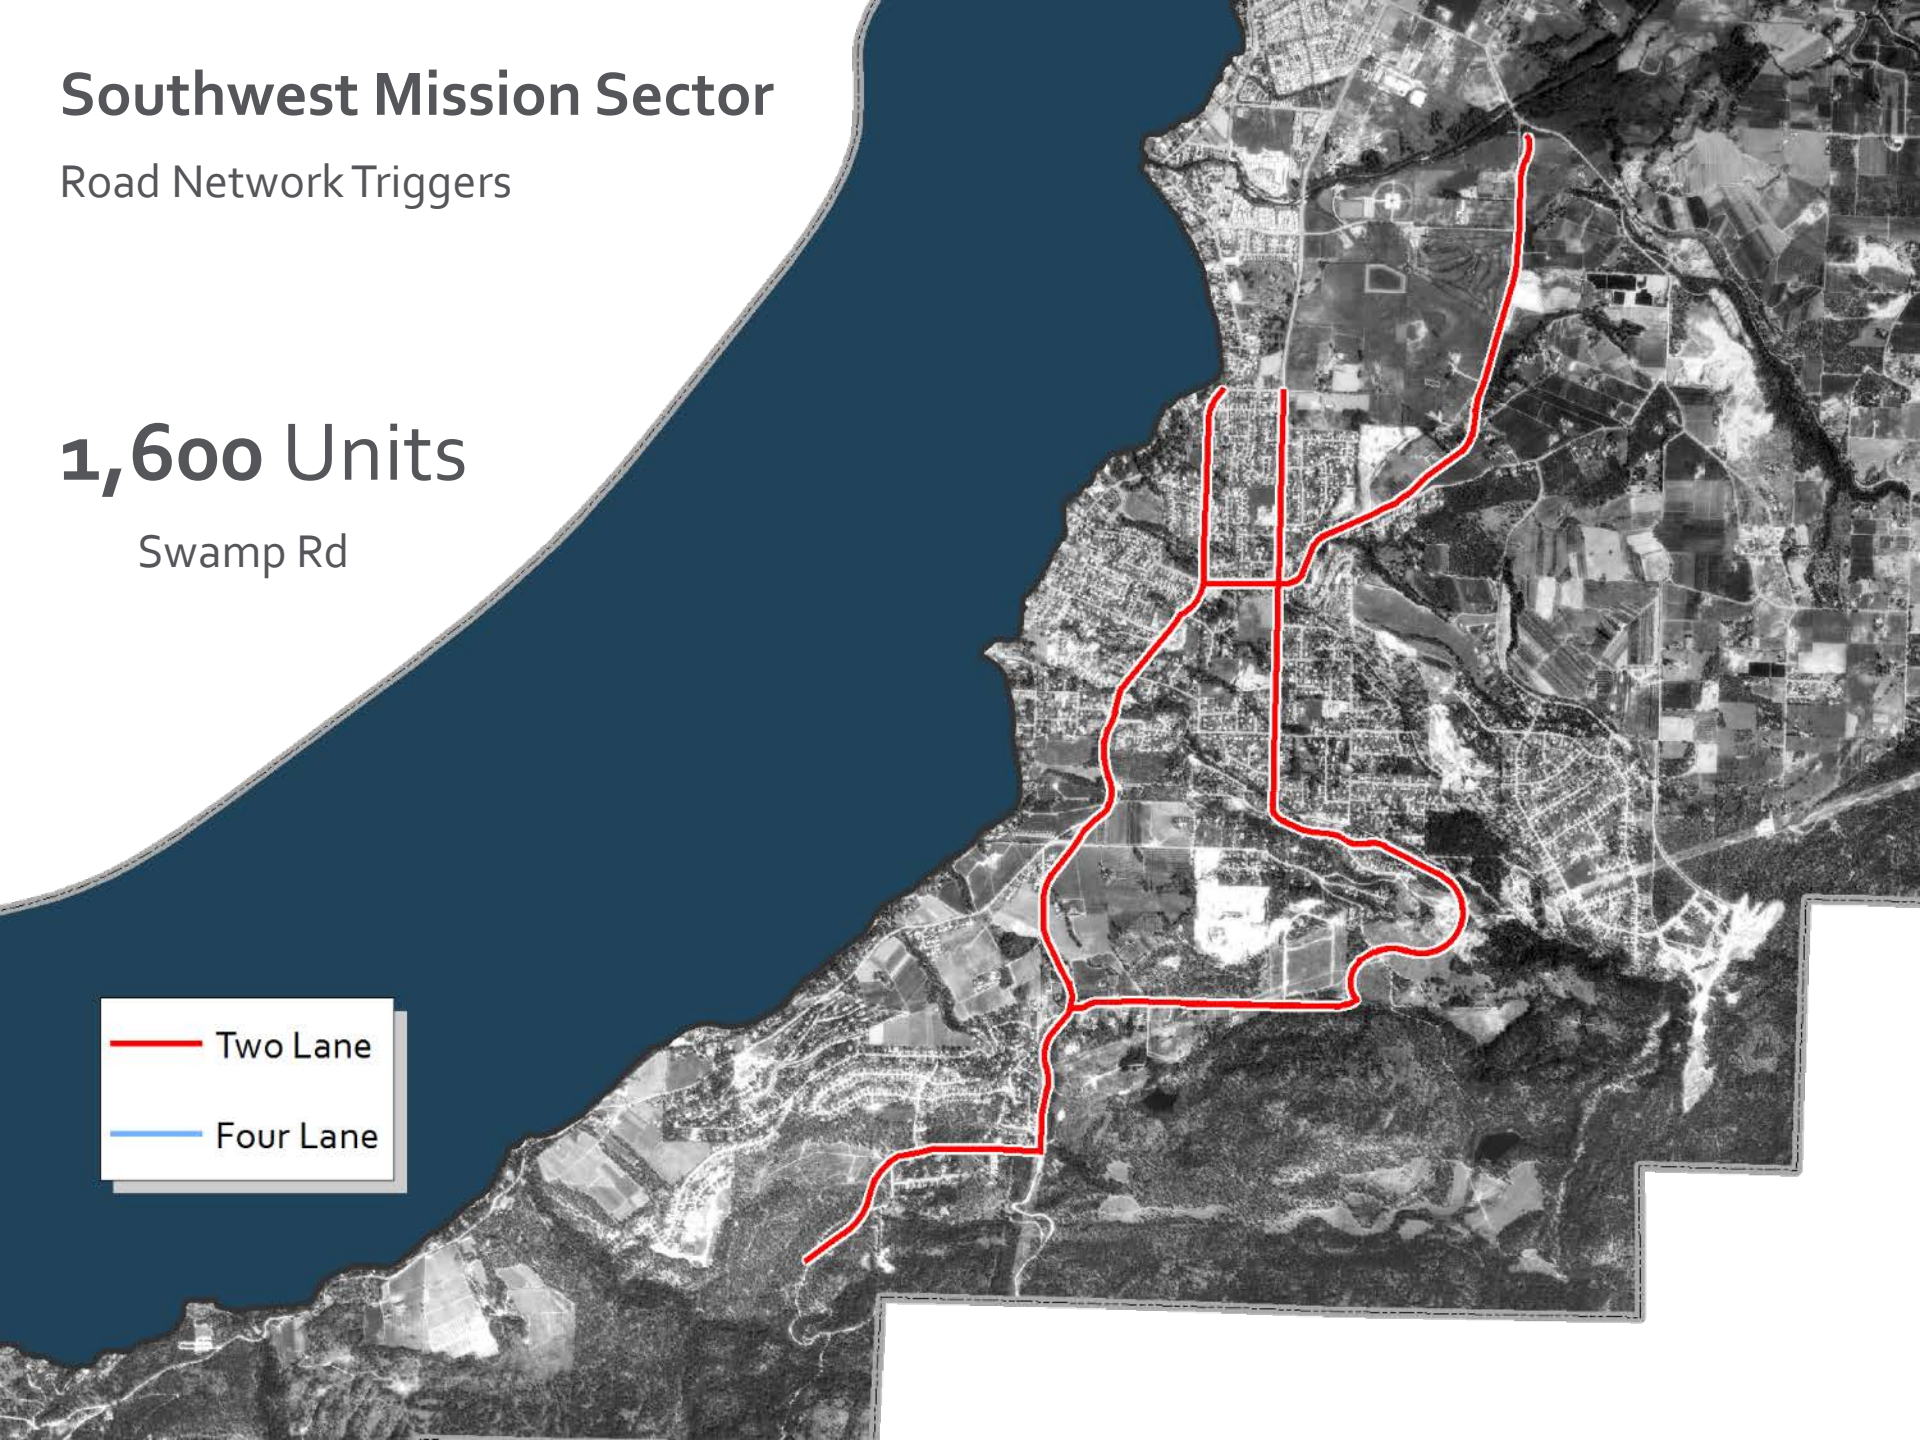 Southwest Mission Sector
Road Network Triggers
1,600 Units
Swamp Rd
Two Lane
Four Lane